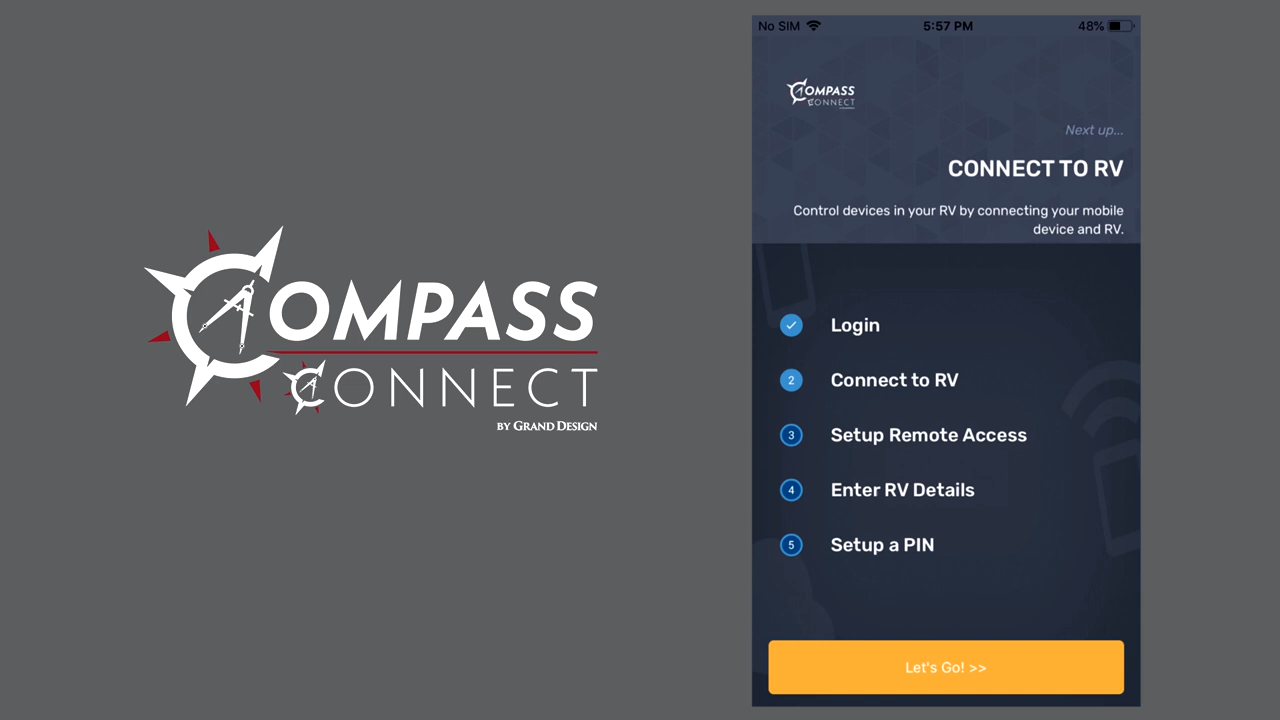 COMPASS
CONNECT
BY GRAND DESIGN
No SIM 5:57 PM 48%
COMPASS
CONNECT
Next up...
CONNECT TO RV
Control devices in your RV by connecting your mobile
device and RV.
Login
2 Connect to RV
3 Setup Remote Access
4 Enter RV Details
5 Setup a PIN
Let's Go! >>